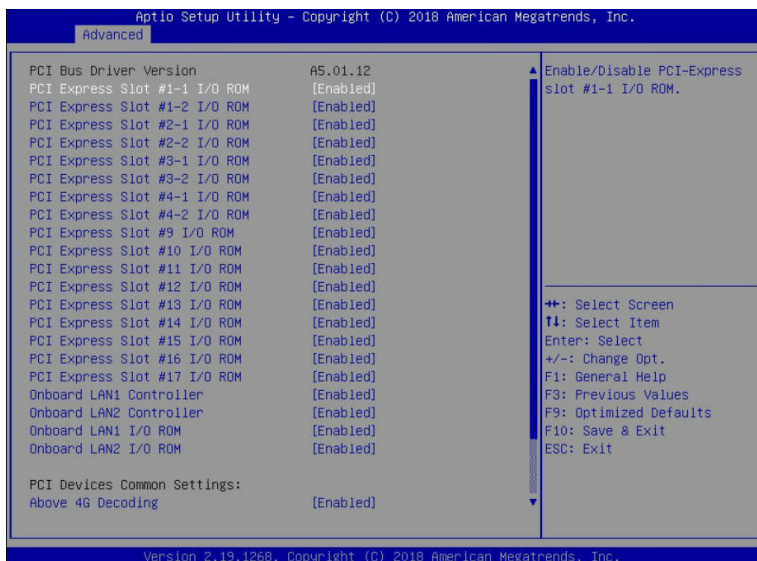 Aptio Setup Utility – Copyright (C) 2018 American Megatrends, Inc.
Advanced
PCI Bus Driver Version A5.01.12
PCI Express Slot #1-1 I/O ROM [Enabled]
PCI Express Slot #1-2 I/O ROM [Enabled]
PCI Express Slot #2-1 I/O ROM [Enabled]
PCI Express Slot #2-2 I/O ROM [Enabled]
PCI Express Slot #3-1 I/O ROM [Enabled]
PCI Express Slot #3-2 I/O ROM [Enabled]
PCI Express Slot #4-1 I/O ROM [Enabled]
PCI Express Slot #4-2 I/O ROM [Enabled]
PCI Express Slot #9 I/O ROM [Enabled]
PCI Express Slot #10 I/O ROM [Enabled]
PCI Express Slot #11 I/O ROM [Enabled]
PCI Express Slot #12 I/O ROM [Enabled]
PCI Express Slot #13 I/O ROM [Enabled]
PCI Express Slot #14 I/O ROM [Enabled]
PCI Express Slot #15 I/O ROM [Enabled]
PCI Express Slot #16 I/O ROM [Enabled]
PCI Express Slot #17 I/O ROM [Enabled]
Onboard LAN1 Controller [Enabled]
Onboard LAN2 Controller [Enabled]
Onboard LAN1 I/O ROM [Enabled]
Onboard LAN2 I/O ROM [Enabled]
PCI Devices Common Settings:
Above 4G Decoding [Enabled]
Enable/Disable PCI-Express
slot #1-1 I/O ROM.
→←: Select Screen
↑↓: Select Item
Enter: Select
+/-: Change Opt.
F1: General Help
F3: Previous Values
F9: Optimized Defaults
F10: Save & Exit
ESC: Exit
Version 2.19.1268. Copyright (C) 2018 American Megatrends, Inc.